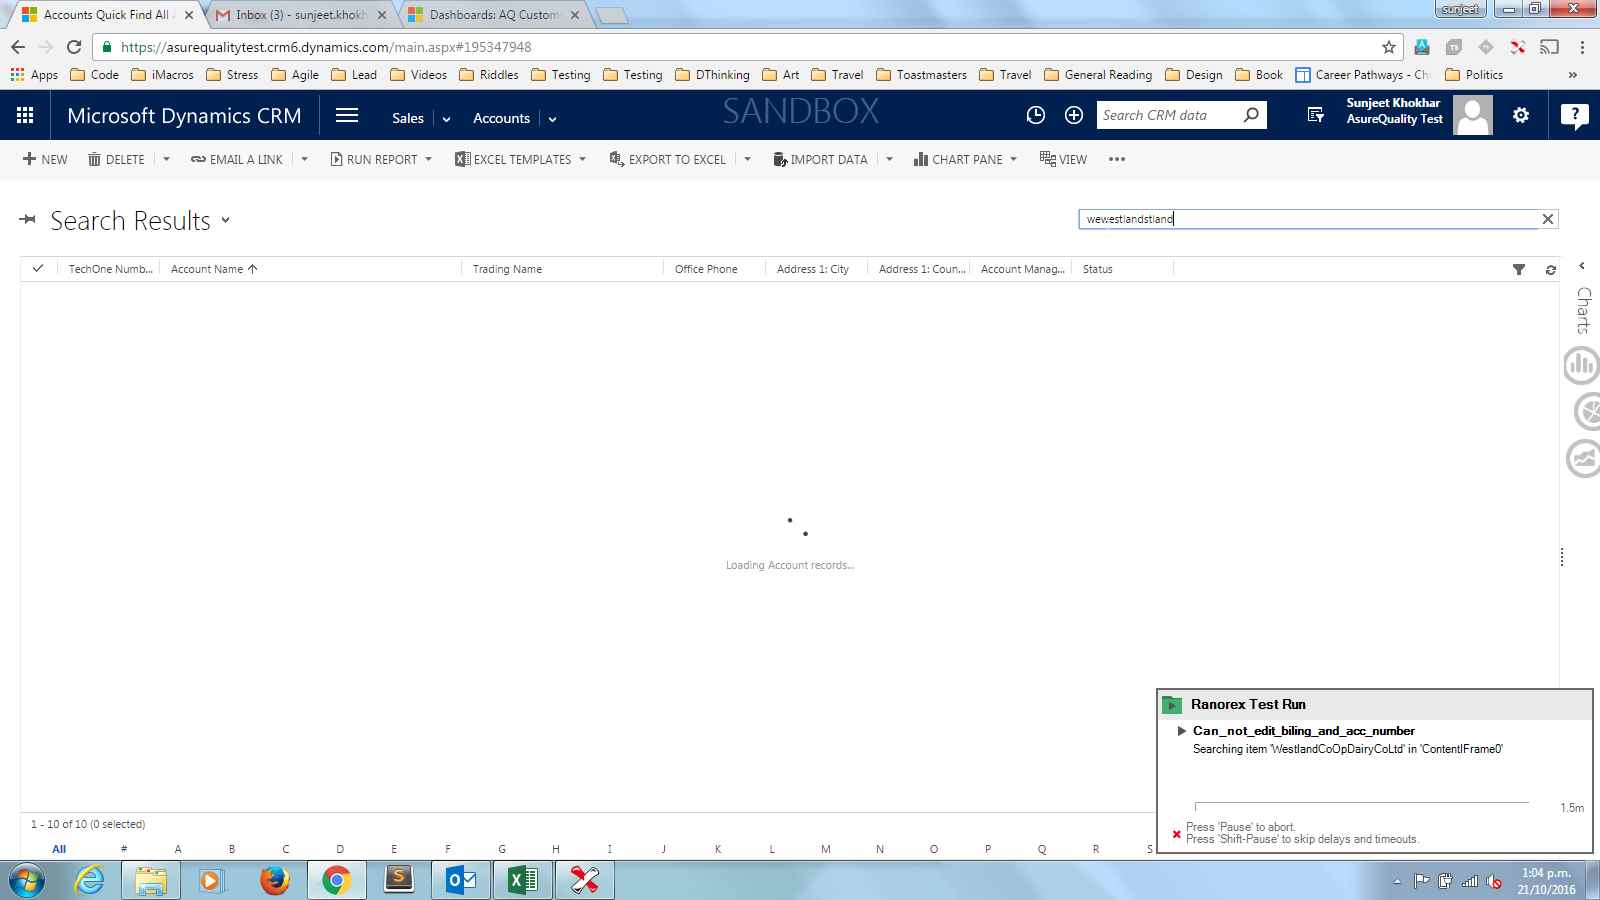 Accounts Quick Find All
Inbox (3) - sunjeet.khokh
Dashboards: AQ Custom
sunjeet
https://asurequalitytest.crm6.dynamics.com/main.aspx#195347948
Apps Code iMacros Stress Agile Lead Videos Riddles Testing Testing DThinking Art Travel Toastmasters Travel General Reading Design Book Career Pathways - Ch Politics »
Microsoft Dynamics CRM Sales Accounts SANDBOX Search CRM data
Sunjeet Khokhar
AsureQuality Test
?
NEW DELETE EMAIL A LINK RUN REPORT EXCEL TEMPLATES EXPORT TO EXCEL IMPORT DATA CHART PANE VIEW •••
Search Results
wewestlandstland
TechOne Numb... Account Name Trading Name Office Phone Address 1: City Address 1: Coun... Account Manag... Status
Charts
Loading Account records...
Ranorex Test Run
Can_not_edit_biling_and_acc_number
Searching item 'WestlandCoOpDairyCoLtd' in 'ContentIFrame0'
1.5m
Press 'Pause' to abort.
Press 'Shift-Pause' to skip delays and timeouts.
1 - 10 of 10 (0 selected)
All # A B C D E F G H I J K L M N O P Q R S
1:04 p.m.
21/10/2016